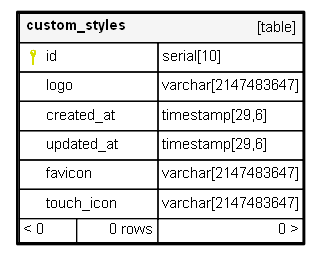 custom_styles [table]
id serial[10]
logo varchar[2147483647]
created_at timestamp[29,6]
updated_at timestamp[29,6]
favicon varchar[2147483647]
touch_icon varchar[2147483647]
< 0 0 rows 0 >